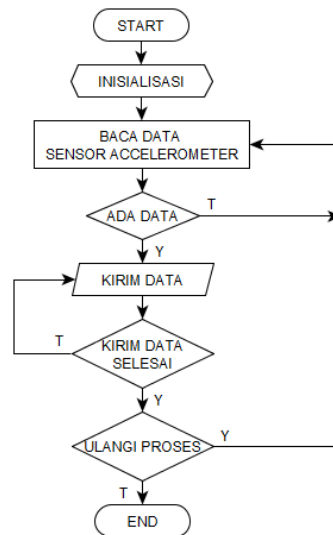 START
INISIALISASI
BACA DATA
SENSOR ACCELEROMETER
ADA DATA
T
Y
KIRIM DATA
T
KIRIM DATA
SELESAI
Y
ULANGI PROSES
Y
T
END